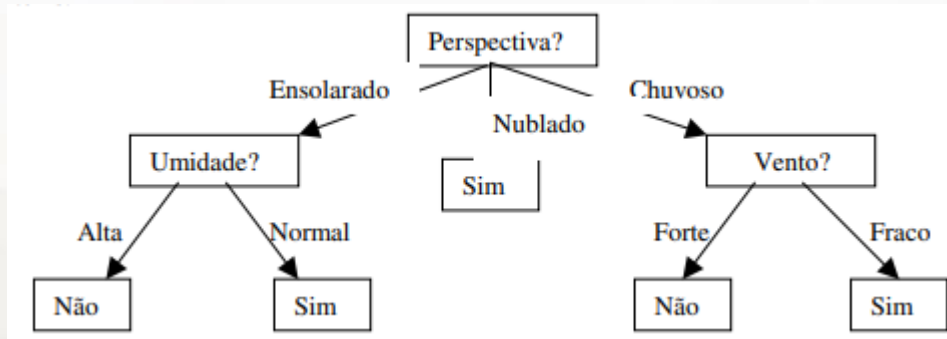 Perspectiva?
Ensolarado
Nublado
Chuvoso
Umidade?
Sim
Vento?
Alta
Normal
Forte
Fraco
Não
Sim
Não
Sim